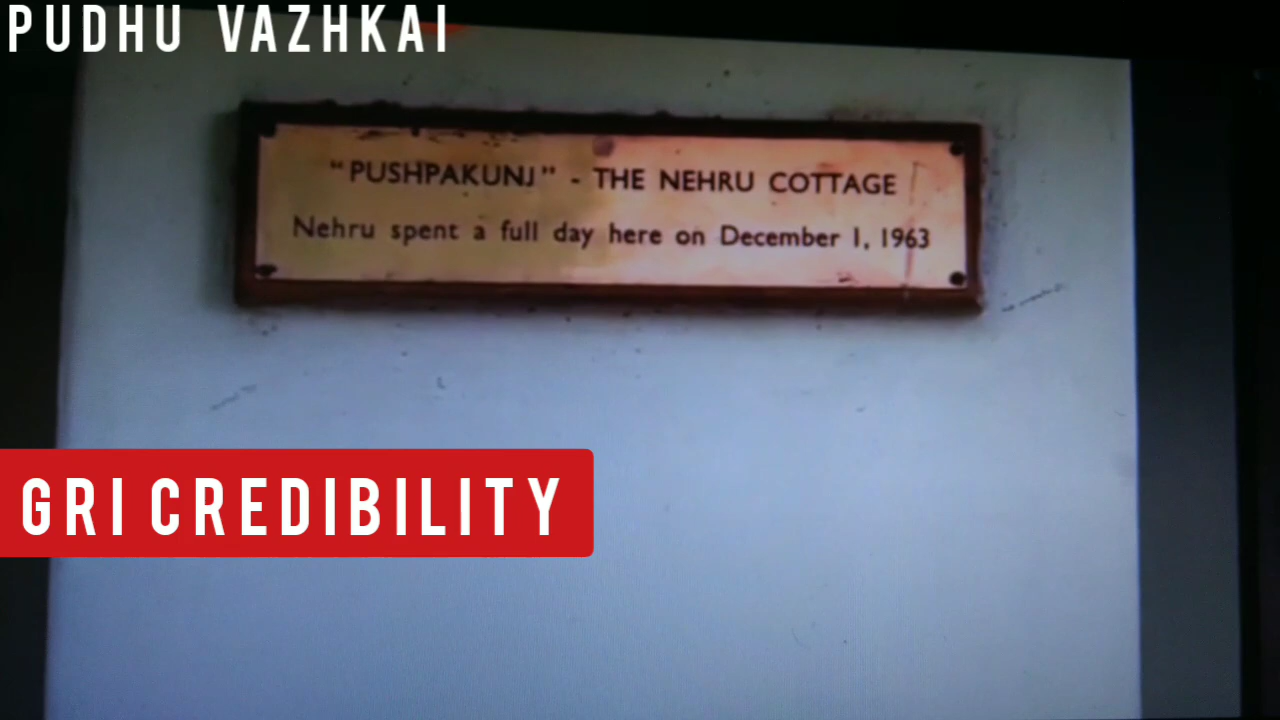 PUDHU VAZHKAI
"PUSHPAKUNJ" - THE NEHRU COTTAGE
Nehru spent a full day here on December 1, 1963
GRI CREDIBILITY